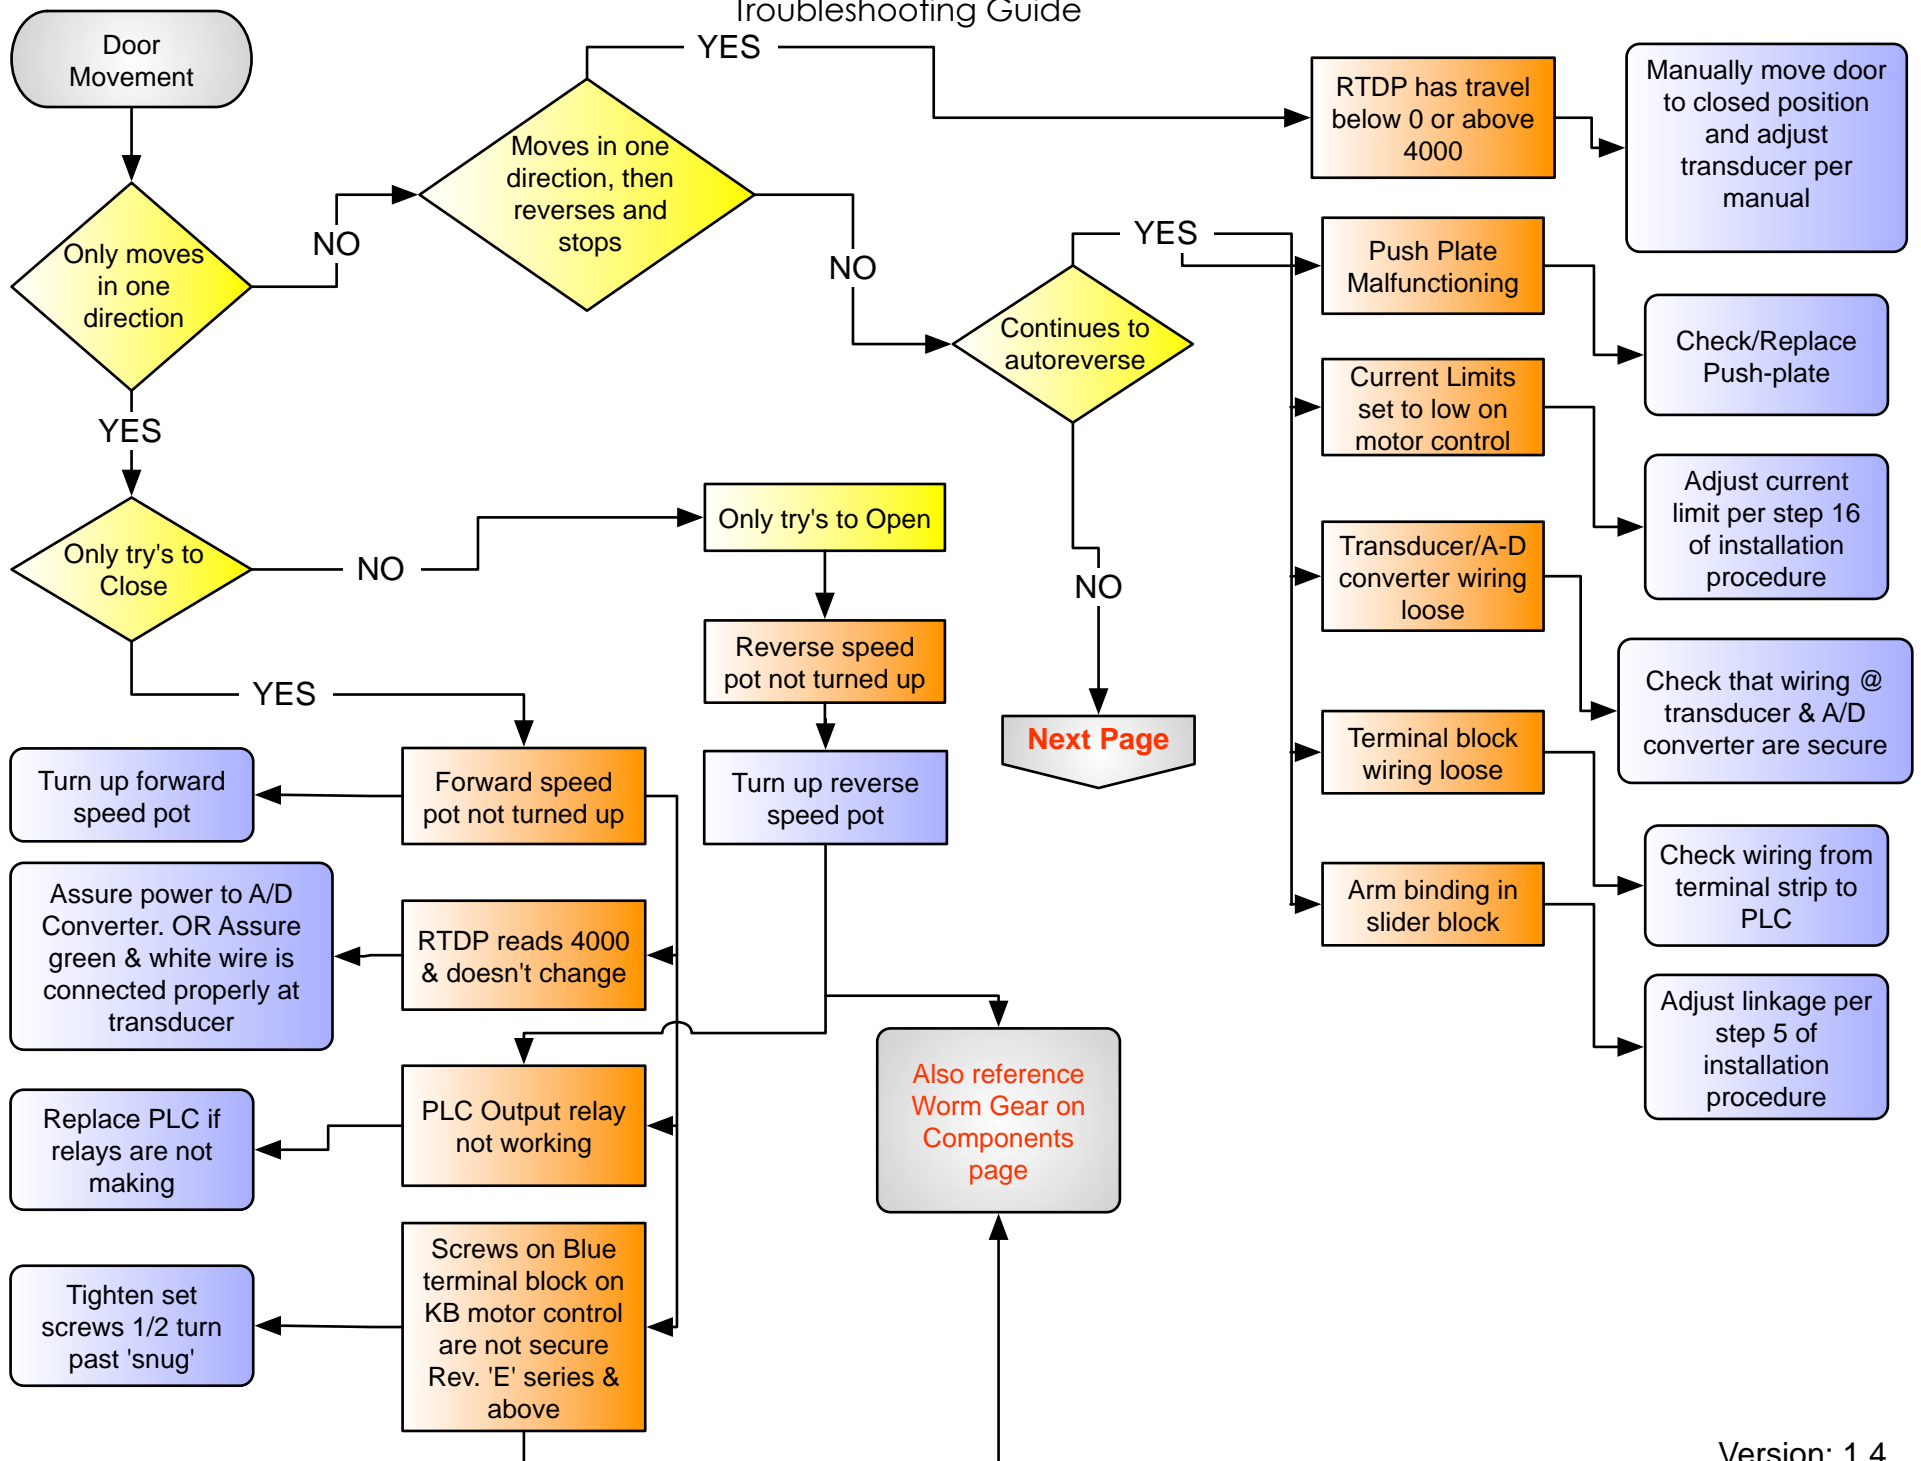 Troubleshooting Guide
Door
Movement
YES
RTDP has travel
below 0 or above
4000
Manually move door
to closed position
and adjust
transducer per
manual
Moves in one
direction, then
reverses and
stops
Only moves
in one
direction
NO
NO
YES
Push Plate
Malfunctioning
Continues to
autoreverse
Check/Replace
Push-plate
Current Limits
set to low on
motor control
YES
Adjust current
limit per step 16
of installation
procedure
Only try's to
Close
NO
Only try's to Open
NO
Transducer/A-D
converter wiring
loose
Reverse speed
pot not turned up
Check that wiring @
transducer & A/D
converter are secure
YES
Next Page
Terminal block
wiring loose
Turn up forward
speed pot
Forward speed
pot not turned up
Turn up reverse
speed pot
Check wiring from
terminal strip to
PLC
Assure power to A/D
Converter. OR Assure
green & white wire is
connected properly at
transducer
RTDP reads 4000
& doesn't change
Arm binding in
slider block
Adjust linkage per
step 5 of
installation
procedure
Also reference
Worm Gear on
Components
page
Replace PLC if
relays are not
making
PLC Output relay
not working
Tighten set
screws 1/2 turn
past 'snug'
Screws on Blue
terminal block on
KB motor control
are not secure
Rev. 'E' series &
above
Version: 1.4